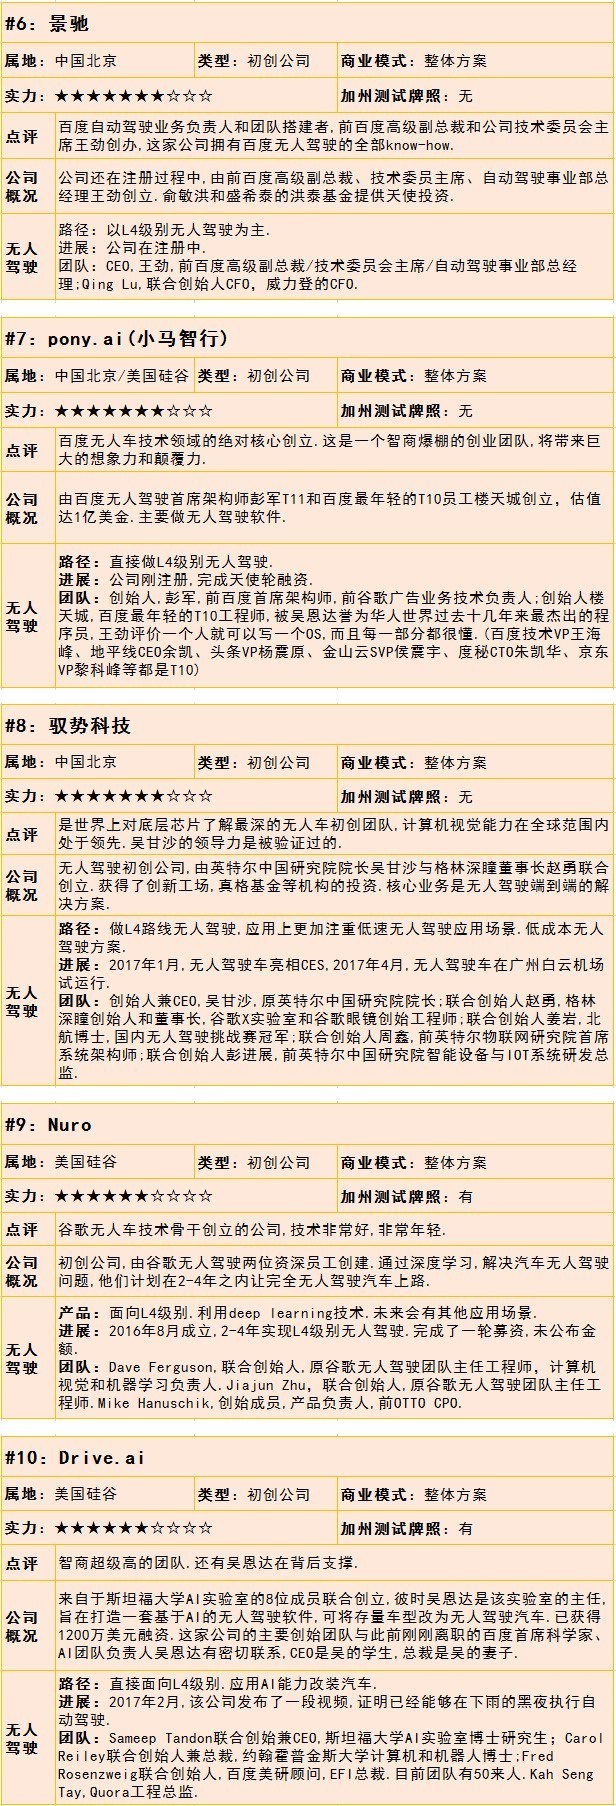 #6: 景驰
属地: 中国北京 类型: 初创公司 商业模式: 整体方案
实力: ★★★★★★★☆☆☆ 加州测试牌照: 无
点评
百度自动驾驶业务负责人和团队搭建者,前百度高级副总裁和公司技术委员会主
席王劲创办,这家公司拥有百度无人驾驶的全部know-how.
公司
概况
公司还在注册过程中,由前百度高级副总裁、技术委员会主席、自动驾驶事业部总
经理王劲创立.俞敏洪和盛希泰的洪泰基金提供天使投资.
无人
驾驶
路径: 以L4级别无人驾驶为主.
进展: 公司在注册中.
团队: CEO,王劲,前百度高级副总裁/技术委员会主席/自动驾驶事业部总经
理;Qing Lu,联合创始人CFO, 威力登的CFO.
#7: pony.ai(小马智行)
属地: 中国北京/美国硅谷 类型: 初创公司 商业模式: 整体方案
实力: ★★★★★★★☆☆☆ 加州测试牌照: 无
点评
百度无人车技术领域的绝对核心创立.这是一个智商爆棚的创业团队,将带来巨
大的想象力和颠覆力.
公司
概况
由百度无人驾驶首席架构师彭军T11和百度最年轻的T10员工楼天城创立, 估值
达1亿美金.主要做无人驾驶软件.
无人
驾驶
路径: 直接做L4级别无人驾驶.
进展: 公司刚注册,完成天使轮融资.
团队: 创始人,彭军,前百度首席架构师,前谷歌广告业务技术负责人;创始人楼
天城,百度最年轻的T10工程师,被吴恩达誉为华人世界过去十几年来最杰出的程
序员,王劲评价一个人就可以写一个OS,而且每一部分都很懂.(百度技术VP王海
峰、地平线CEO余凯、头条VP杨震原、金山云SVP侯震宇、度秘CTO朱凯华、京东
VP黎科峰等都是T10)
#8: 驭势科技
属地: 中国北京 类型: 初创公司 商业模式: 整体方案
实力: ★★★★★★★☆☆☆ 加州测试牌照: 无
点评
是世界上对底层芯片了解最深的无人车初创团队,计算机视觉能力在全球范围内
处于领先.吴甘沙的领导力是被验证过的.
公司
概况
无人驾驶初创公司,由英特尔中国研究院院长吴甘沙与格林深瞳董事长赵勇联合
创立.获得了创新工场,真格基金等机构的投资.核心业务是无人驾驶端到端的解
决方案.
无人
驾驶
路径: 做L4路线无人驾驶,应用上更加注重低速无人驾驶应用场景.低成本无人
驾驶方案.
进展: 2017年1月,无人驾驶车亮相CES,2017年4月,无人驾驶车在广州白云机场
试运行.
团队: 创始人兼CEO,吴甘沙,原英特尔中国研究院院长;联合创始人赵勇,格林
深瞳创始人和董事长,谷歌X实验室和谷歌眼镜创始工程师;联合创始人姜岩,北
航博士,国内无人驾驶挑战赛冠军;联合创始人周鑫,前英特尔物联网研究院首席
系统架构师;联合创始人彭进展,前英特尔中国研究院智能设备与IOT系统研发总
监.
#9: Nuro
属地: 美国硅谷 类型: 初创公司 商业模式: 整体方案
实力: ★★★★★★☆☆☆☆ 加州测试牌照: 有
点评
谷歌无人车技术骨干创立的公司,技术非常好,非常年轻.
公司
概况
初创公司,由谷歌无人驾驶两位资深员工创建.通过深度学习,解决汽车无人驾驶
问题,他们计划在2-4年之内让完全无人驾驶汽车上路.
无人
驾驶
产品: 面向L4级别.利用deep learning技术.未来会有其他应用场景.
进展: 2016年8月成立,2-4年实现L4级别无人驾驶.完成了一轮募资,未公布金
额.
团队: Dave Ferguson,联合创始人,原谷歌无人驾驶团队主任工程师, 计算机
视觉和机器学习负责人.Jiajun Zhu, 联合创始人,原谷歌无人驾驶团队主任工
程师.Mike Hanuschik,创始成员,产品负责人,前OTTO CPO.
#10: Drive.ai
属地: 美国硅谷 类型: 初创公司 商业模式: 整体方案
实力: ★★★★★★☆☆☆☆ 加州测试牌照: 有
点评
智商超级高的团队.还有吴恩达在背后支撑.
公司
概况
来自于斯坦福大学AI实验室的8位成员联合创立,彼时吴恩达是该实验室的主任,
旨在打造一套基于AI的无人驾驶软件,可将存量车型改为无人驾驶汽车.已获得
1200万美元融资.这家公司的主要创始团队与此前刚刚离职的百度首席科学家、
AI团队负责人吴恩达有密切联系,CEO是吴的学生,总裁是吴的妻子.
无人
驾驶
路径: 直接面向L4级别.应用AI能力改装汽车.
进展: 2017年2月,该公司发布了一段视频,证明已经能够在下雨的黑夜执行自
动驾驶.
团队: Sameep Tandon联合创始兼CEO,斯坦福大学AI实验室博士研究生; Carol
Reiley联合创始人兼总裁,约翰霍普金斯大学计算机和机器人博士;Fred
Rosenzweig联合创始人,百度美研顾问,EFI总裁.目前团队有50来人.Kah Seng
Tay,Quora工程总监.